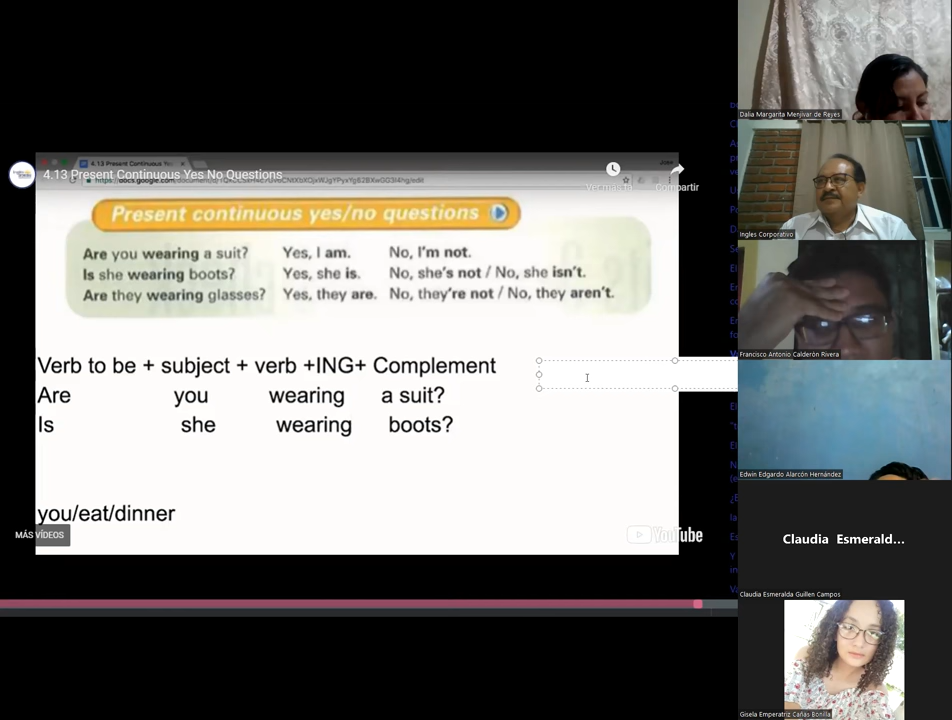 4.13 Present Continuous Yes No Questions
Compartir
Present continuous yes/no questions
Are you wearing a suit? Yes, I am. No, I'm not.
Is she wearing boots? Yes, she is. No, she's not / No, she isn't.
Are they wearing glasses? Yes, they are. No, they're not / No, they aren't.
Verb to be + subject + verb +ING+ Complement
Are you wearing a suit?
Is she wearing boots?
you/eat/dinner
MÁS VÍDEOS
YouTube
Dalia Margarita Menjivar de Reyes
Ingles Corporativo
Francisco Antonio Calderón Rivera
Edwin Edgardo Alarcón Hernández
Claudia Esmerald...
Claudia Esmeralda Guillen Campos
Gisela Emperatriz Cañas Bonilla